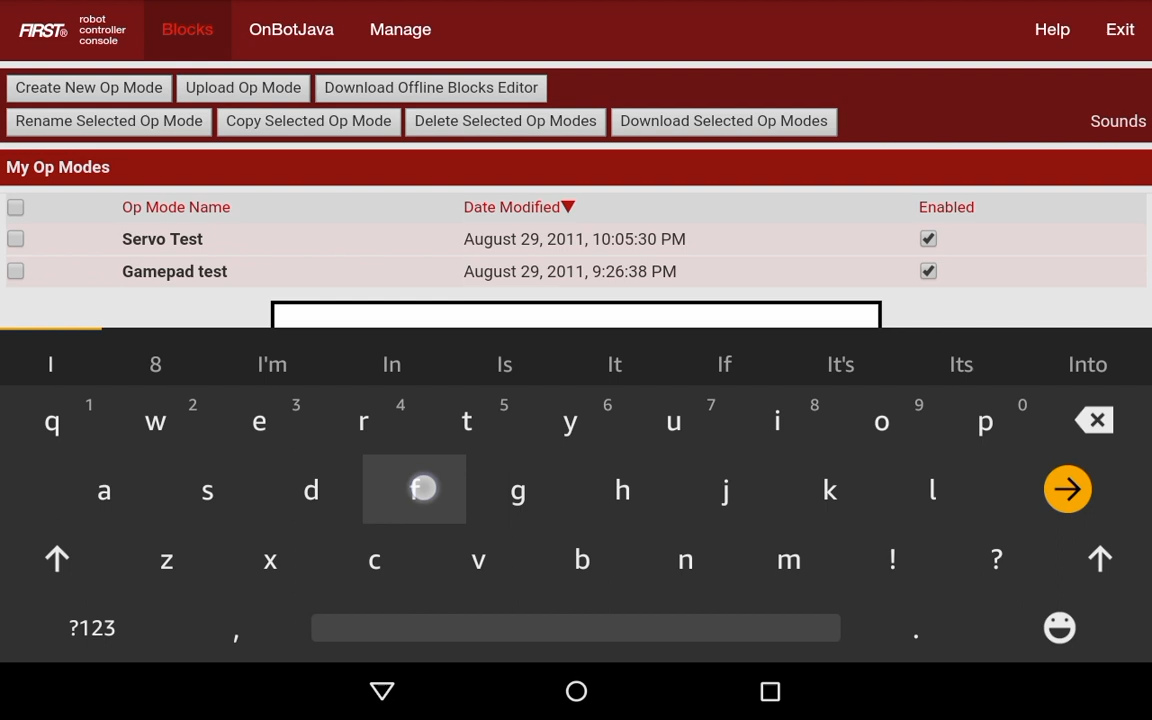 FIRST® robot controller console Blocks OnBotJava Manage Help Exit
Create New Op Mode Upload Op Mode Download Offline Blocks Editor
Rename Selected Op Mode Copy Selected Op Mode Delete Selected Op Modes Download Selected Op Modes Sounds
My Op Modes
Op Mode Name Date Modified▼ Enabled
Servo Test August 29, 2011, 10:05:30 PM
Gamepad test August 29, 2011, 9:26:38 PM
I 8 I'm In Is It If It's Its Into
q 1 w 2 e 3 r 4 t 5 y 6 u 7 i 8 o 9 p 0
a s d f g h j k l
z x c v b n m ! ?
?123 , .